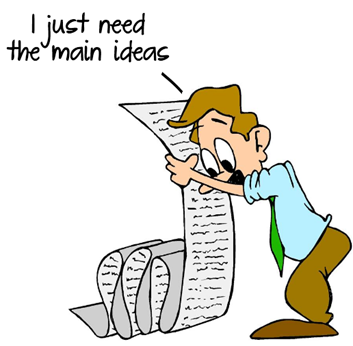 I just need
the main ideas